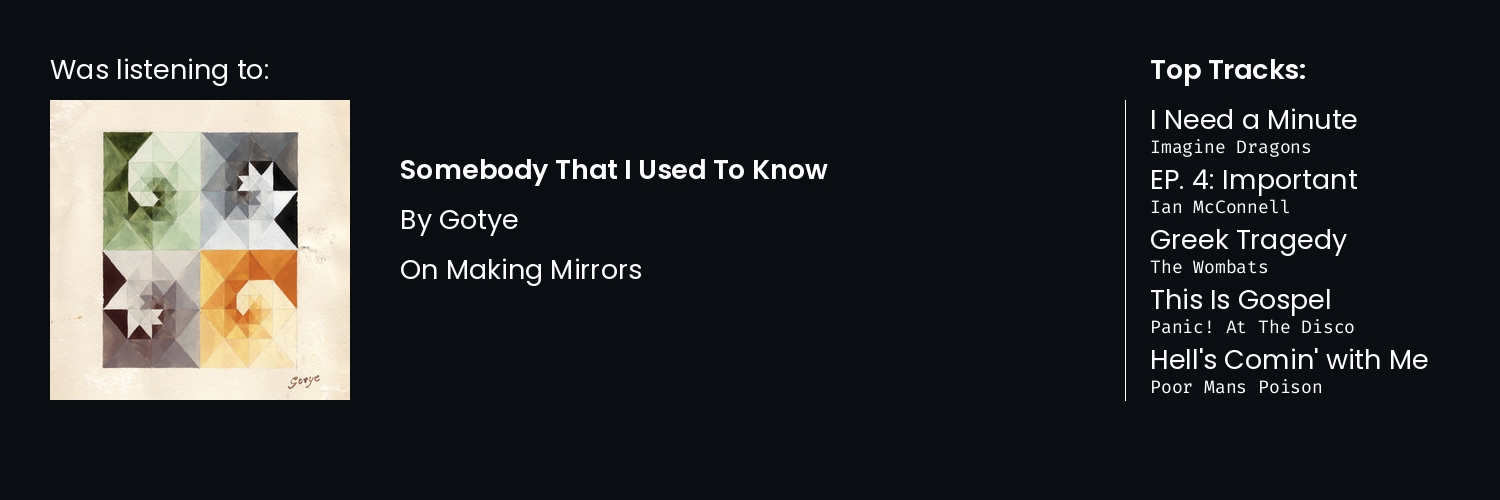 Was listening to:
Gotye
Somebody That I Used To Know
By Gotye
On Making Mirrors
Top Tracks:
I Need a Minute
Imagine Dragons
EP. 4: Important
Ian McConnell
Greek Tragedy
The Wombats
This Is Gospel
Panic! At The Disco
Hell's Comin' with Me
Poor Mans Poison